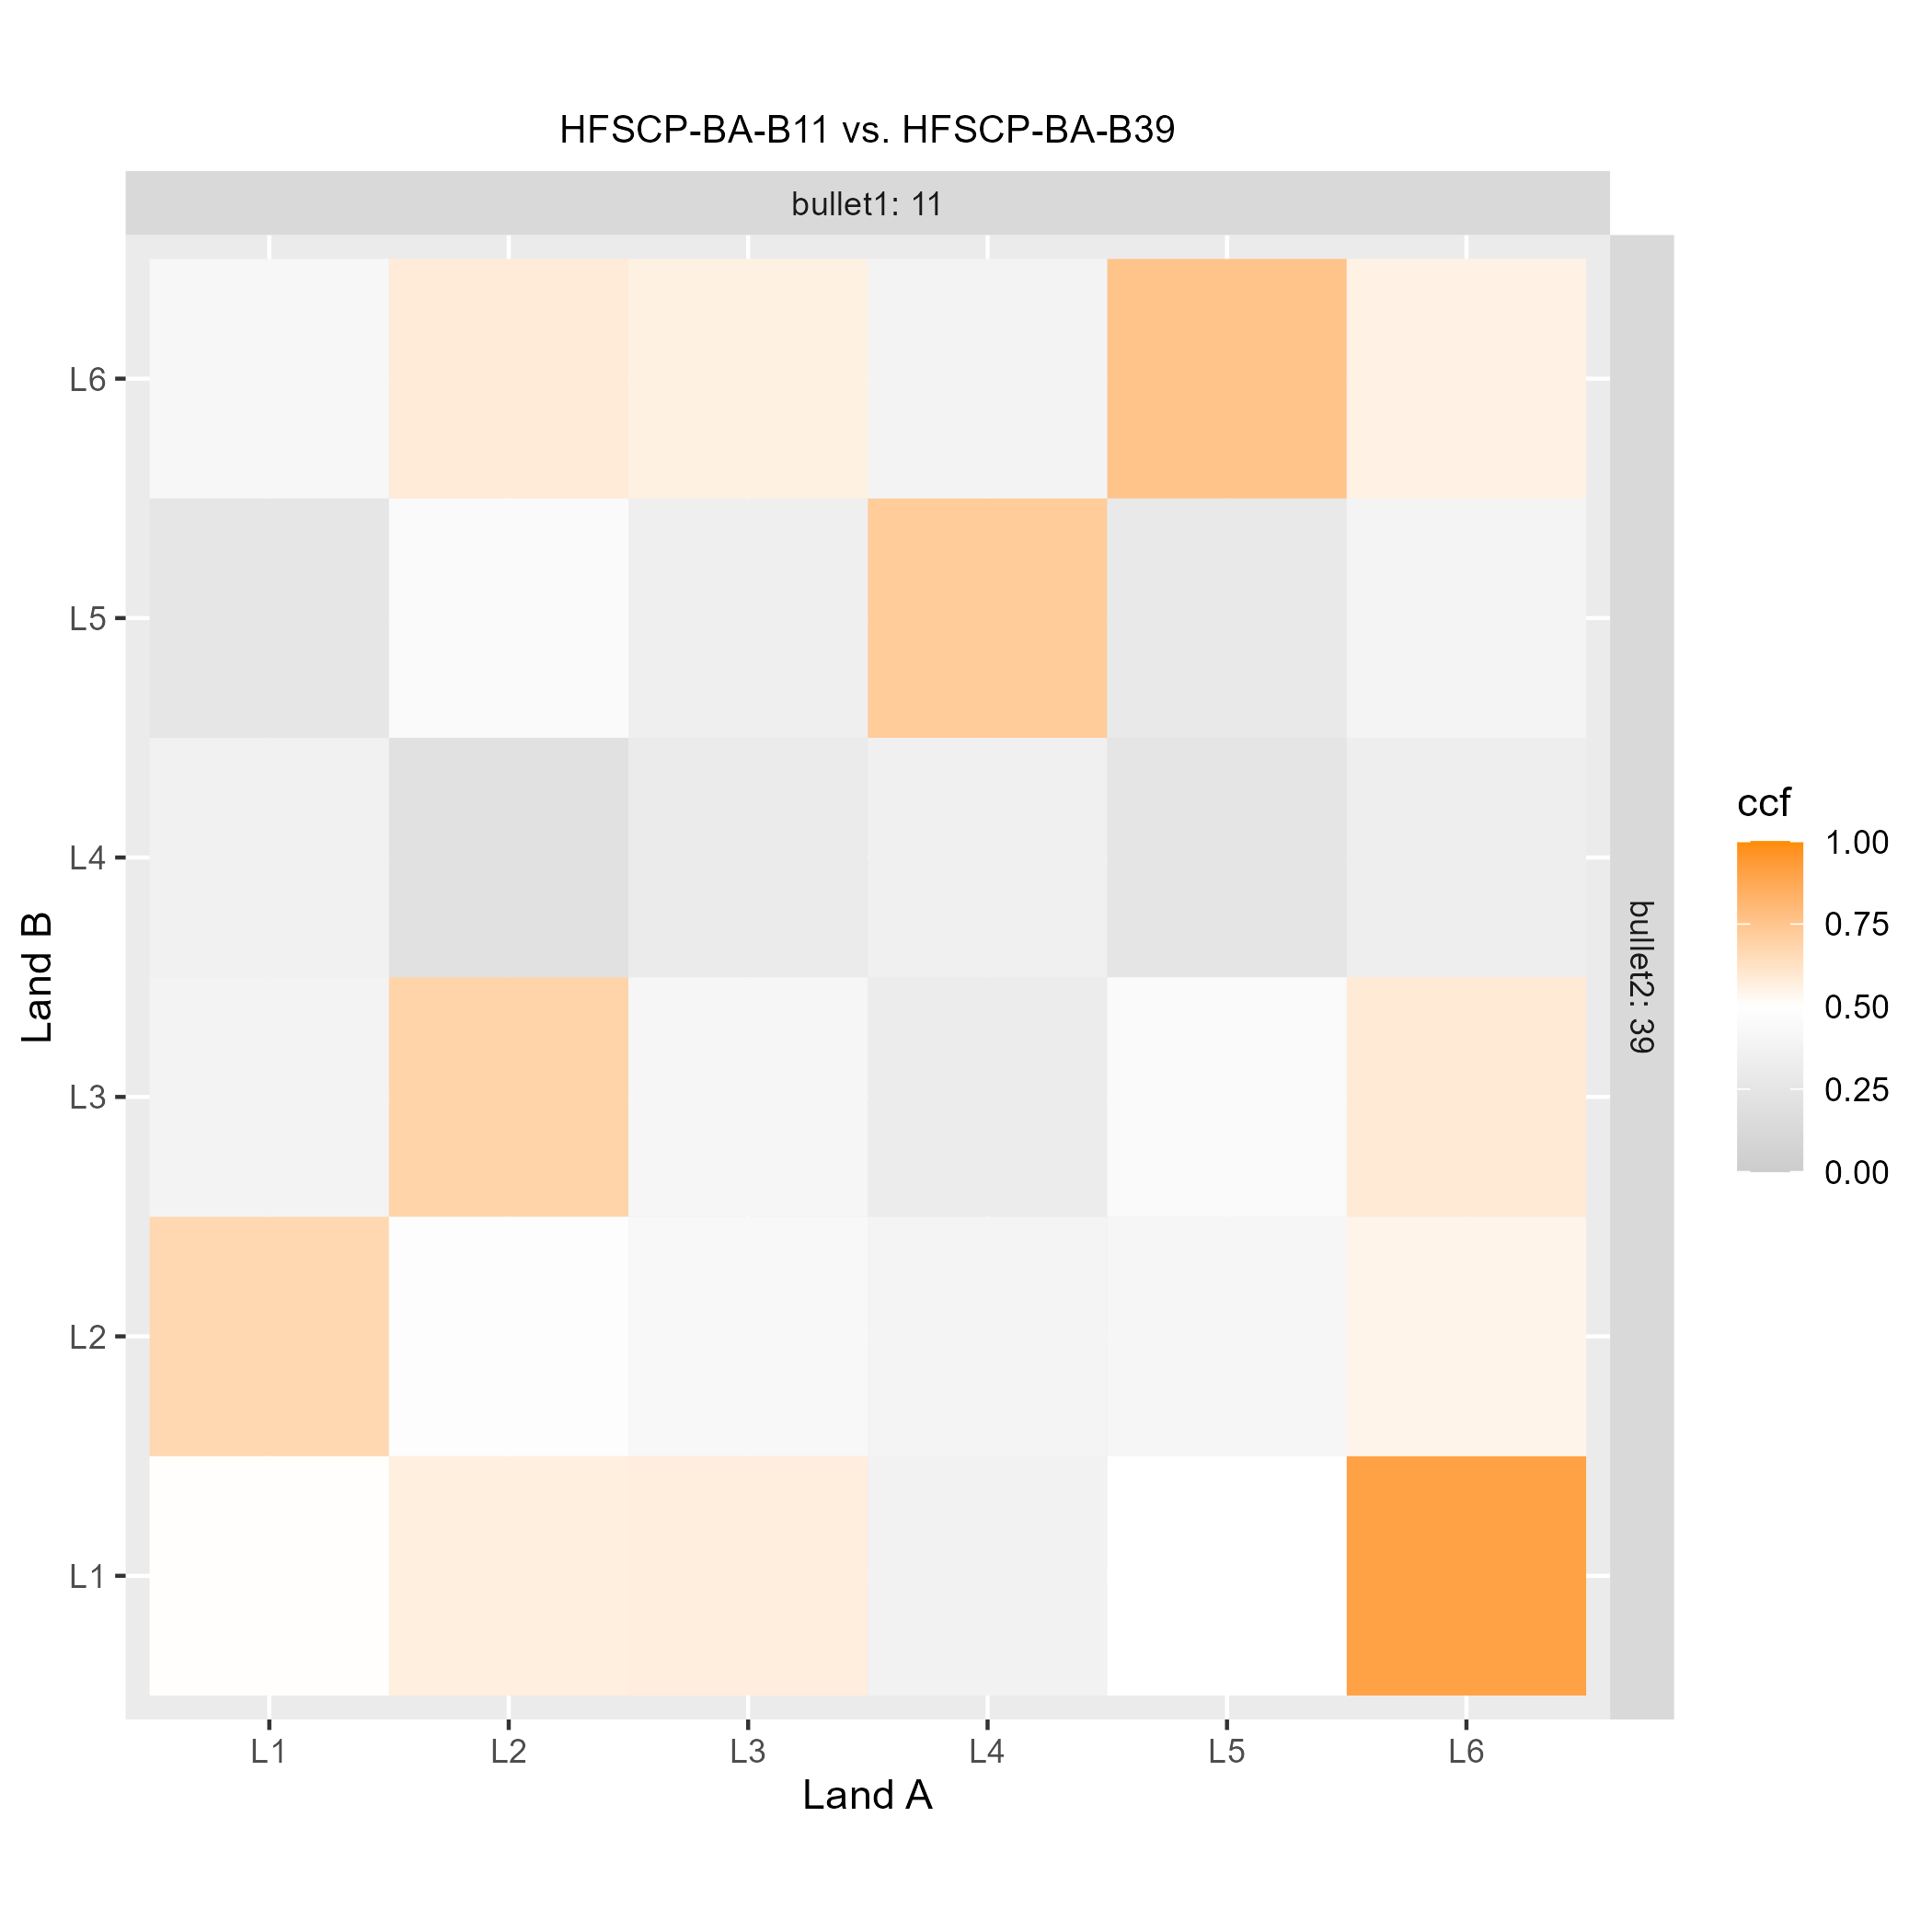 HFSCP-BA-B11 vs. HFSCP-BA-B39
bullet1: 11
L6
L5
L4
L3
L2
L1
Land B
bullet2: 39
L1 L2 L3 L4 L5 L6
Land A
ccf
1.00
0.75
0.50
0.25
0.00